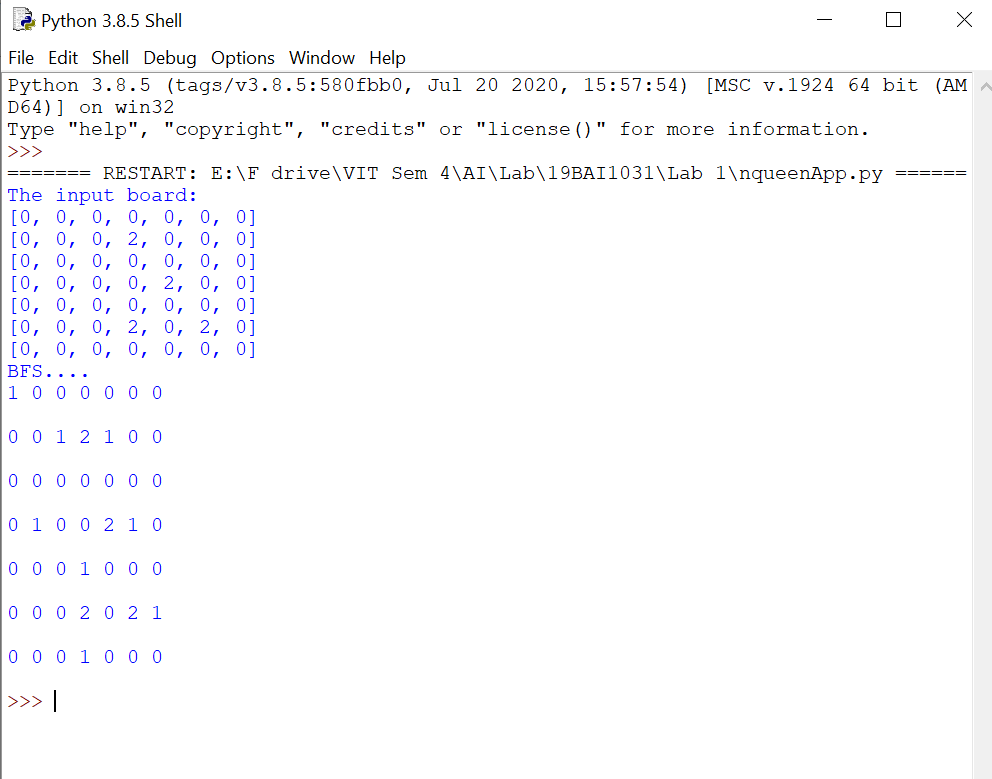 Python 3.8.5 Shell
File Edit Shell Debug Options Window Help
Python 3.8.5 (tags/v3.8.5:580fbb0, Jul 20 2020, 15:57:54) [MSC v.1924 64 bit (AM
D64)] on win32
Type "help", "copyright", "credits" or "license()" for more information.
>>>
======= RESTART: E:\F drive\VIT Sem 4\AI\Lab\19BAI1031\Lab 1\nqueenApp.py ======
The input board:
[0, 0, 0, 0, 0, 0, 0]
[0, 0, 0, 2, 0, 0, 0]
[0, 0, 0, 0, 0, 0, 0]
[0, 0, 0, 0, 2, 0, 0]
[0, 0, 0, 0, 0, 0, 0]
[0, 0, 0, 2, 0, 2, 0]
[0, 0, 0, 0, 0, 0, 0]
BFS....
1 0 0 0 0 0 0
0 0 1 2 1 0 0
0 0 0 0 0 0 0
0 1 0 0 2 1 0
0 0 0 1 0 0 0
0 0 0 2 0 2 1
0 0 0 1 0 0 0
>>>